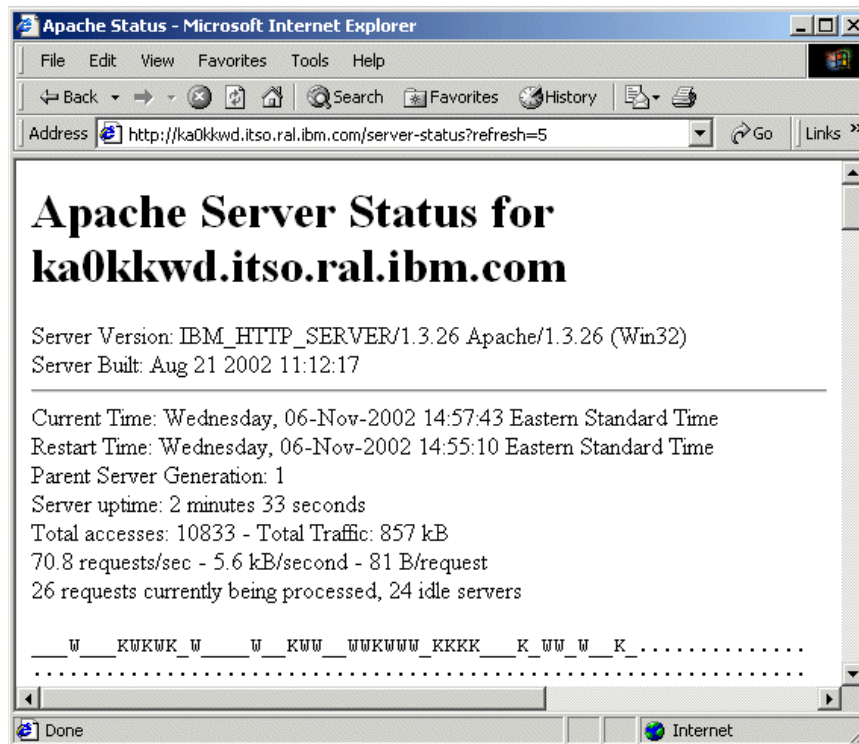 Apache Status - Microsoft Internet Explorer
File Edit View Favorites Tools Help
Back Search Favorites History
Address http://ka0kkwd.itso.ral.ibm.com/server-status?refresh=5 Go Links »
Apache Server Status for
ka0kkwd.itso.ral.ibm.com
Server Version: IBM_HTTP_SERVER/1.3.26 Apache/1.3.26 (Win32)
Server Built: Aug 21 2002 11:12:17
Current Time: Wednesday, 06-Nov-2002 14:57:43 Eastern Standard Time
Restart Time: Wednesday, 06-Nov-2002 14:55:10 Eastern Standard Time
Parent Server Generation: 1
Server uptime: 2 minutes 33 seconds
Total accesses: 10833 - Total Traffic: 857 kB
70.8 requests/sec - 5.6 kB/second - 81 B/request
26 requests currently being processed, 24 idle servers
___W___KWKWK_W____W__KWW__WWKWWW_KKKK___K_WW_W__K_..............
................................................................
Done Internet